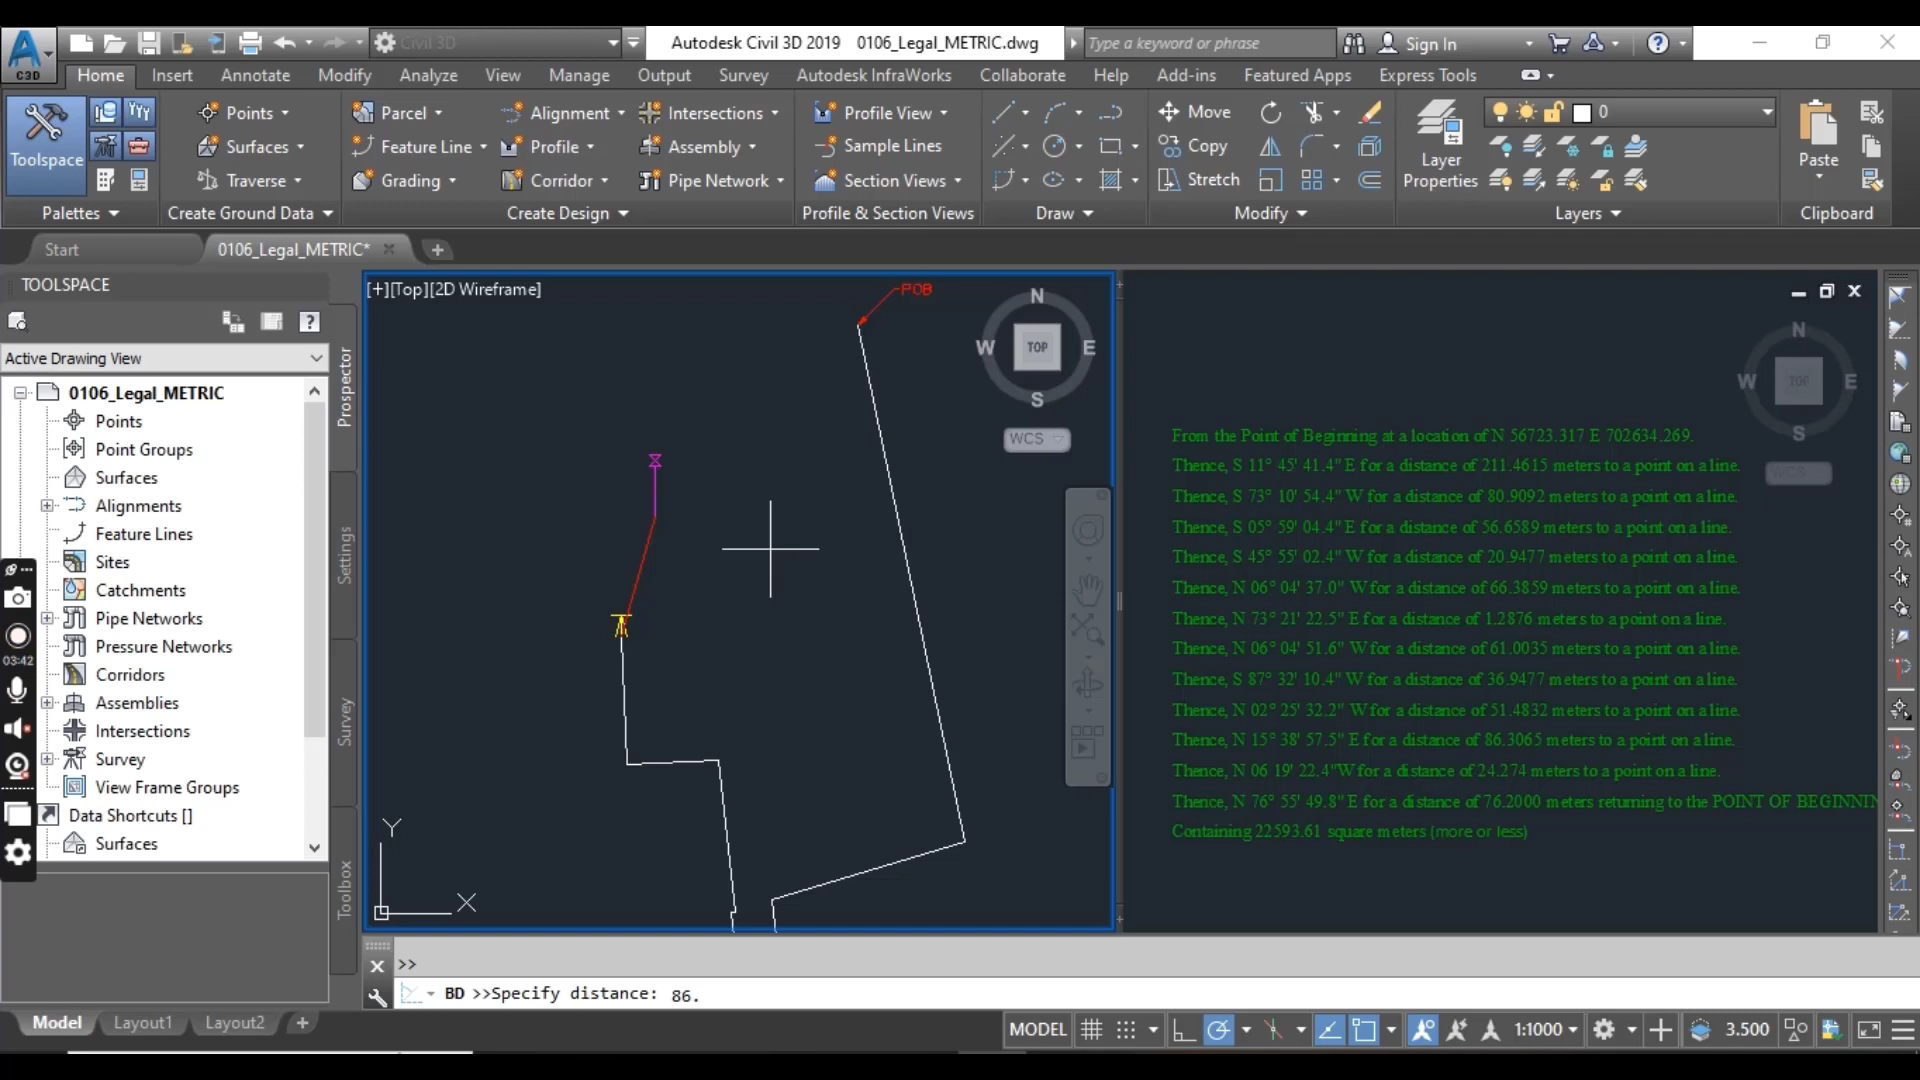 C3D
Civil 3D
Autodesk Civil 3D 2019 0106_Legal_METRIC.dwg
Type a keyword or phrase
Sign In
Home Insert Annotate Modify Analyze View Manage Output Survey Autodesk InfraWorks Collaborate Help Add-ins Featured Apps Express Tools
Toolspace
Points
Surfaces
Traverse
Parcel
Feature Line
Grading
Alignment
Profile
Corridor
Intersections
Assembly
Pipe Network
Profile View
Sample Lines
Section Views
Move
Copy
Stretch
Layer
Properties
0
Paste
Palettes Create Ground Data Create Design Profile & Section Views Draw Modify Layers Clipboard
Start 0106_Legal_METRIC*
TOOLSPACE
Active Drawing View
0106_Legal_METRIC
Points
Point Groups
Surfaces
Alignments
Feature Lines
Sites
Catchments
Pipe Networks
Pressure Networks
Corridors
Assemblies
Intersections
Survey
View Frame Groups
Data Shortcuts []
Surfaces
Prospector
Settings
Survey
Toolbox
03:42
[+][Top][2D Wireframe]
POB
N
W TOP E
S
WCS
Y
X
N
W TOP E
S
WCS
From the Point of Beginning at a location of N 56723.317 E 702634.269.
Thence, S 11° 45' 41.4" E for a distance of 211.4615 meters to a point on a line.
Thence, S 73° 10' 54.4" W for a distance of 80.9092 meters to a point on a line.
Thence, S 05° 59' 04.4" E for a distance of 56.6589 meters to a point on a line.
Thence, S 45° 55' 02.4" W for a distance of 20.9477 meters to a point on a line.
Thence, N 06° 04' 37.0" W for a distance of 66.3859 meters to a point on a line.
Thence, N 73° 21' 22.5" E for a distance of 1.2876 meters to a point on a line.
Thence, N 06° 04' 51.6" W for a distance of 61.0035 meters to a point on a line.
Thence, S 87° 32' 10.4" W for a distance of 36.9477 meters to a point on a line.
Thence, N 02° 25' 32.2" W for a distance of 51.4832 meters to a point on a line.
Thence, N 15° 38' 57.5" E for a distance of 86.3065 meters to a point on a line.
Thence, N 06 19' 22.4"W for a distance of 24.274 meters to a point on a line.
Thence, N 76° 55' 49.8" E for a distance of 76.2000 meters returning to the POINT OF BEGINNIN
Containing 22593.61 square meters (more or less)
>>
BD >>Specify distance: 86.
Model Layout1 Layout2
MODEL 1:1000 3.500